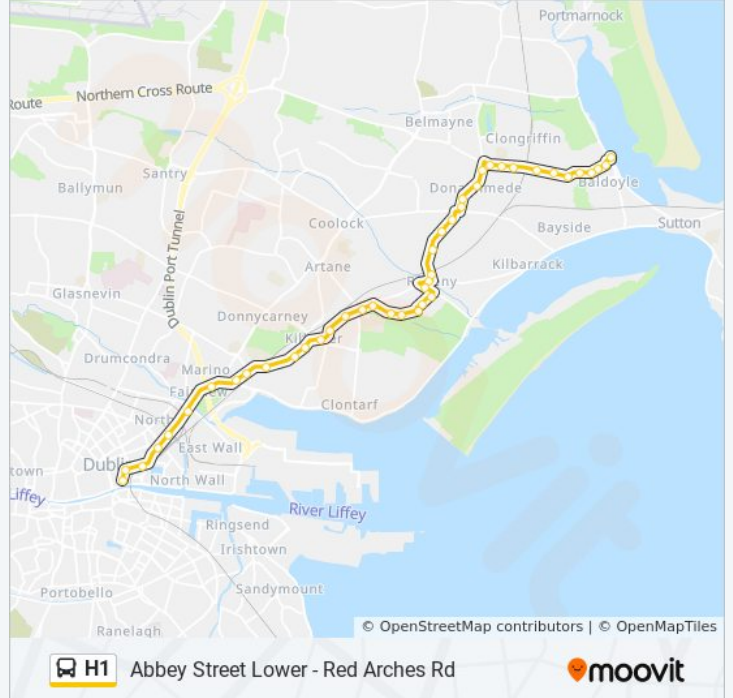 Portmarnock
Northern Cross Route
Route
Belmayne
Clongriffin
Santry
Ballymun
Baldoyle
Coolock
Bayside
Sutton
Dublin Port Tunnel
Artane
Kilbarrack
Glasnevin
Donnycarney
Drumcondra
Marino
Clontarf
East Wall
town
North Wall
Liffey
River Liffey
Ringsend
Irishtown
Sandymount
Portobello
Ranelagh
© OpenStreetMap contributors | © OpenMapTiles
H1 Abbey Street Lower - Red Arches Rd
moovit